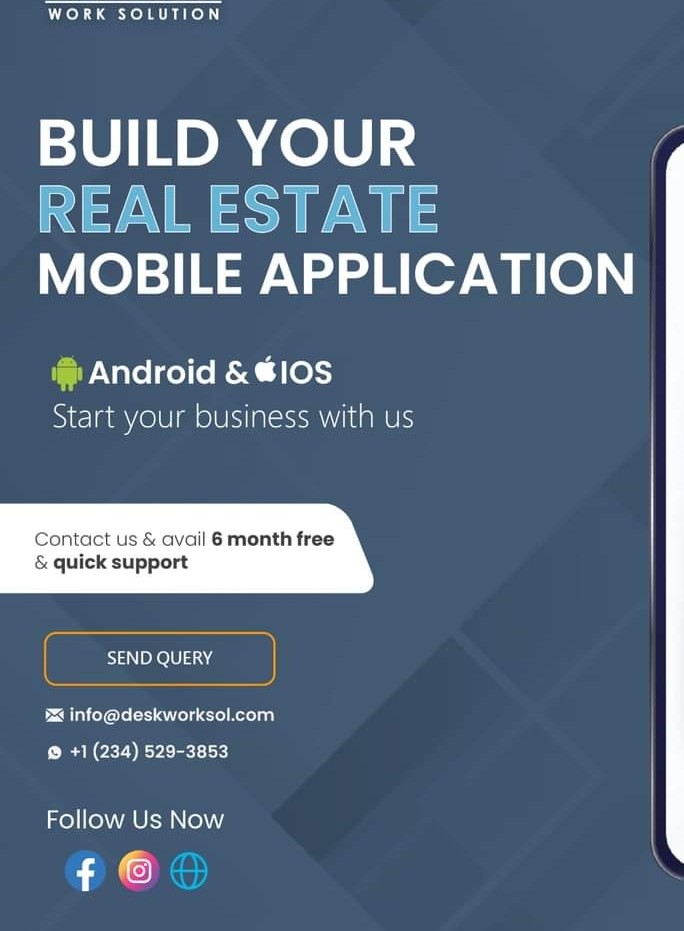 WORK SOLUTION
BUILD YOUR
REAL ESTATE
MOBILE APPLICATION
Android & IOS
Start your business with us
Contact us & avail 6 month free
& quick support
SEND QUERY
info@deskworksol.com
+1 (234) 529-3853
Follow Us Now